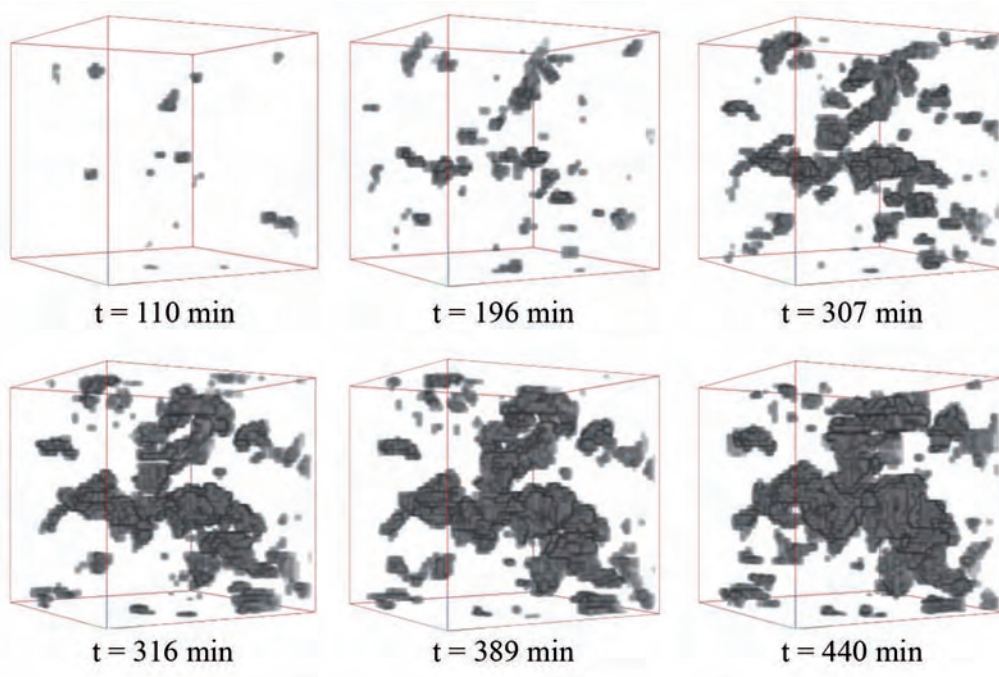 t = 110 min
t = 196 min
t = 307 min
t = 316 min
t = 389 min
t = 440 min